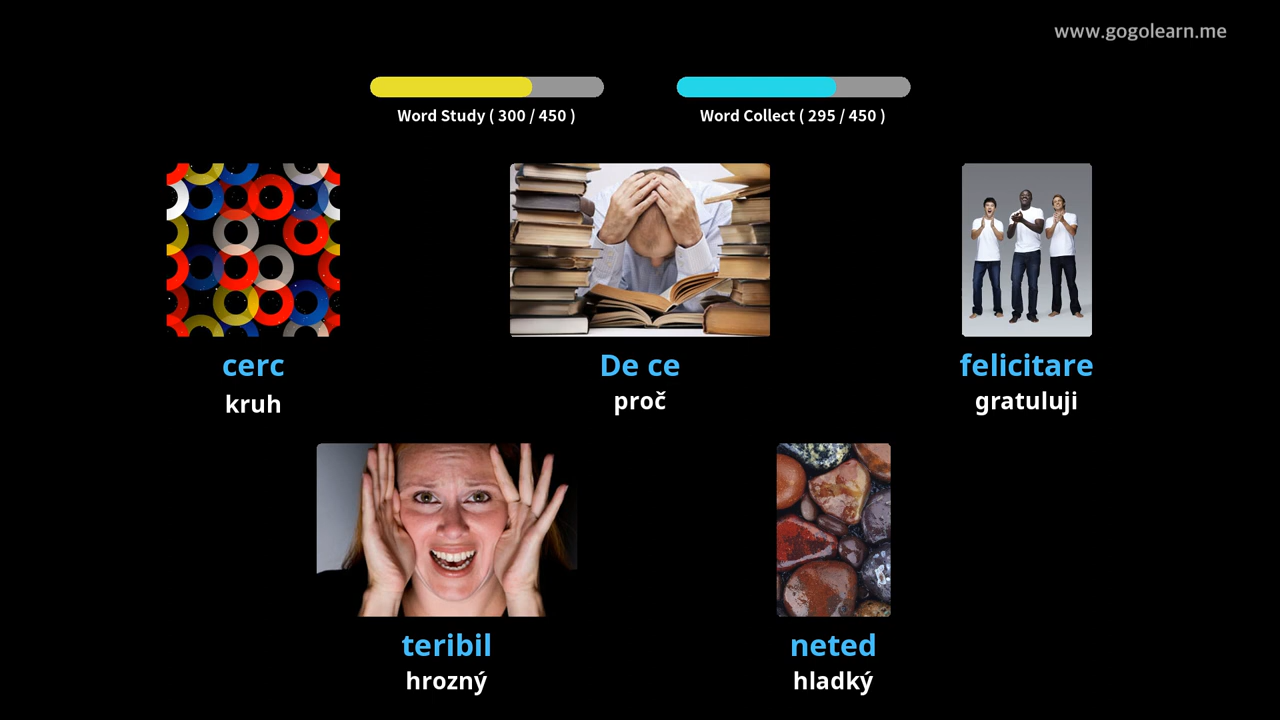 www.gogolearn.me
Word Study ( 300 / 450 )
Word Collect ( 295 / 450 )
cerc
kruh
De ce
proč
felicitare
gratuluji
teribil
hrozný
neted
hladký